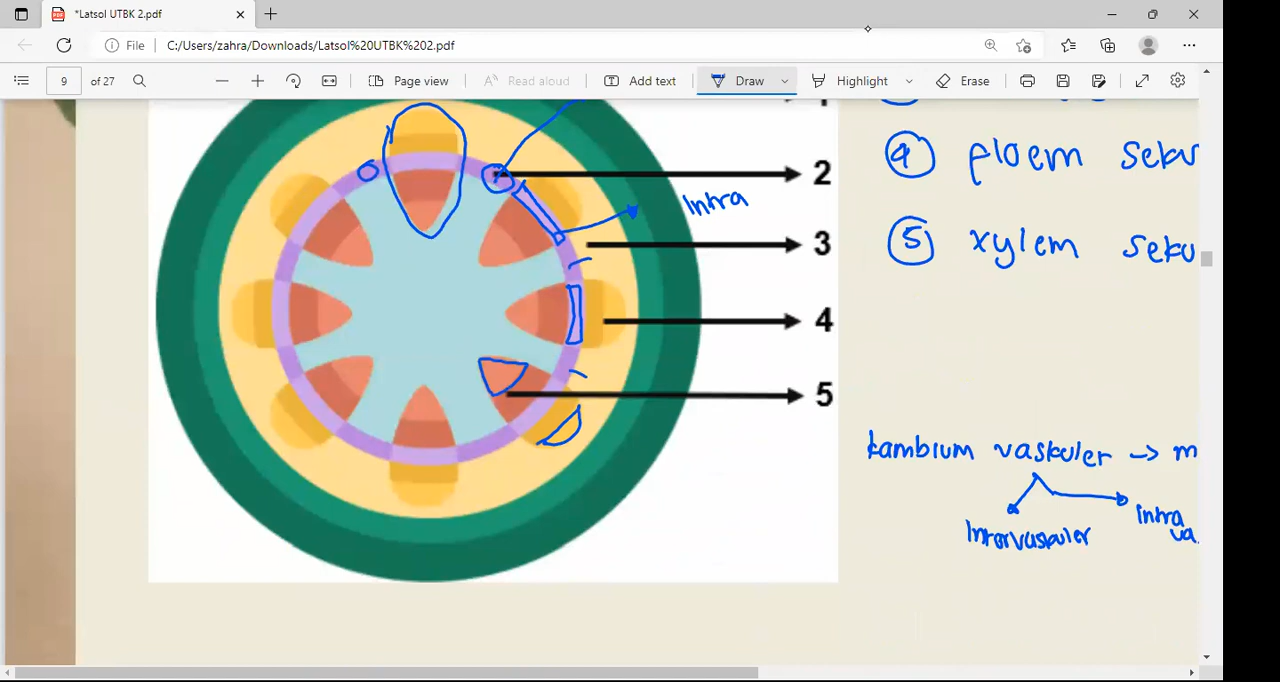 *Latsol UTBK 2.pdf
File C:/Users/zahra/Downloads/Latsol%20UTBK%202.pdf
9 of 27 Page view Read aloud Add text Draw Highlight Erase
2
Intra
3
4
5
4 floem seku
5 xylem seku
kambium vaskuler → m
Intervaskuler
intra
va